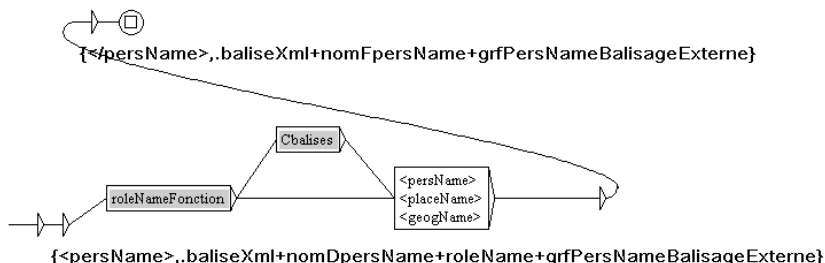 {</persName>,.baliseXml+nomFpersName+grfPersNameBalisageExterne}
Cbalises
<persName>
roleNameFonction
<placeName>
<geogName>
{<persName>,.baliseXml+nomDpersName+roleName+grfPersNameBalisageExterne}